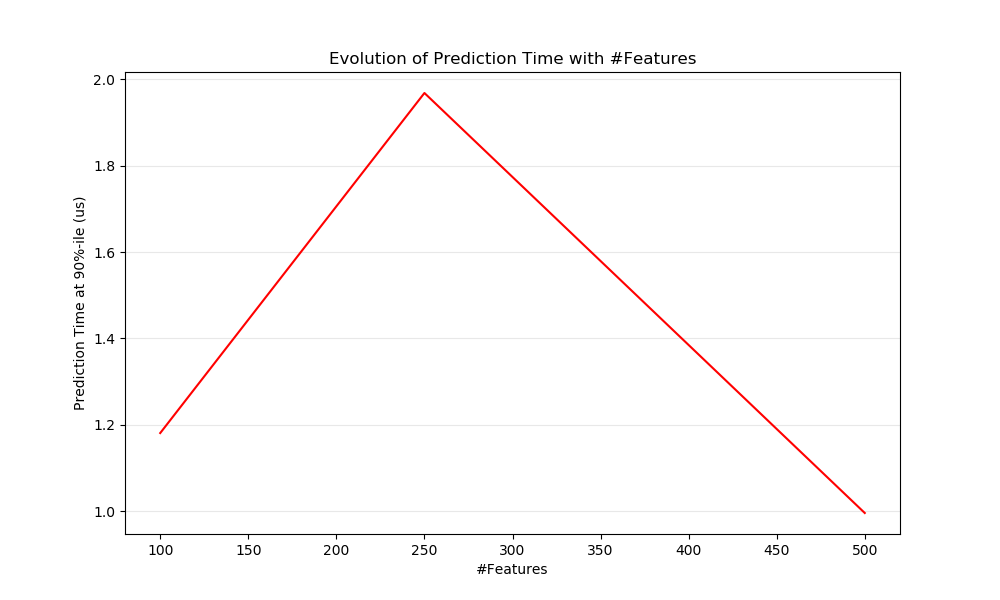 Evolution of Prediction Time with #Features
2.0
1.8
1.6
1.4
1.2
1.0
Prediction Time at 90%-ile (us)
100 150 200 250 300 350 400 450 500
#Features